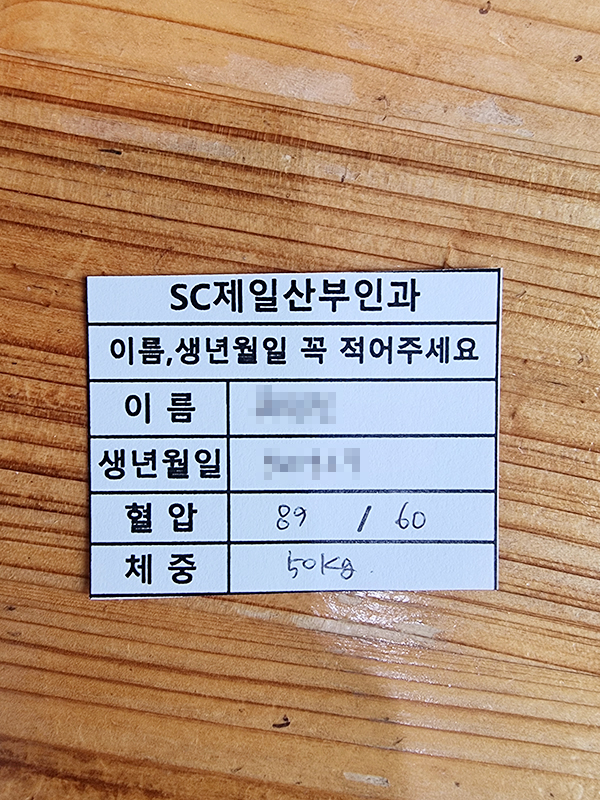 SC제일산부인과
이름,생년월일 꼭 적어주세요
이 름
생년월일
혈 압 89 / 60
체 중 50kg